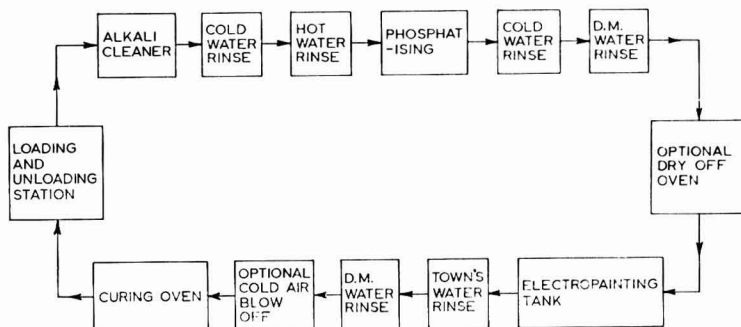 ALKALI
CLEANER
COLD
WATER
RINSE
HOT
WATER
RINSE
PHOSPHAT
-ISING
COLD
WATER
RINSE
D.M.
WATER
RINSE
OPTIONAL
DRY OFF
OVEN
ELECTROPAINTING
TANK
TOWN'S
WATER
RINSE
D.M.
WATER
RINSE
OPTIONAL
COLD AIR
BLOW
OFF
CURING OVEN
LOADING
AND
UNLOADING
STATION